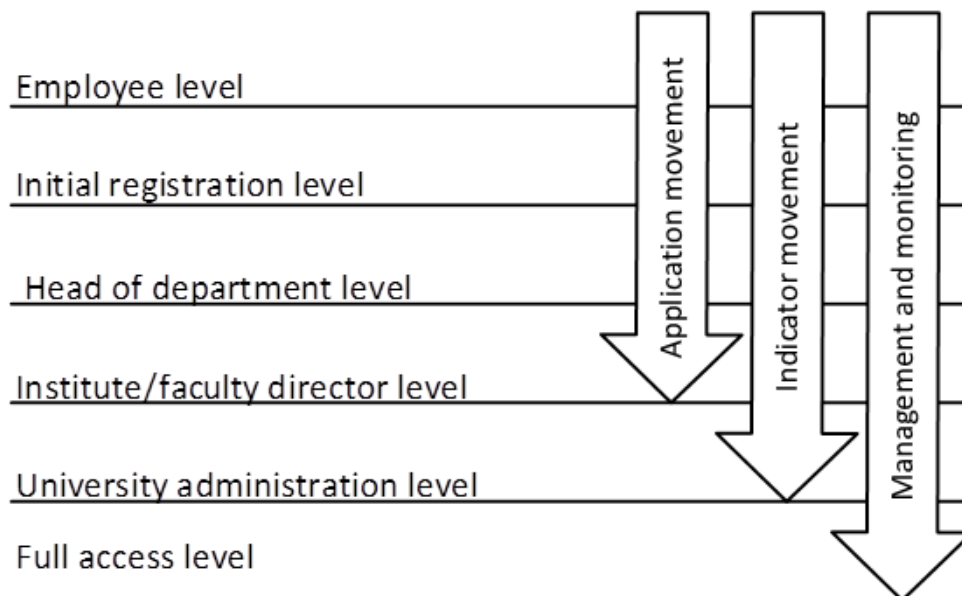 Employee level
Initial registration level
Head of department level
Institute/faculty director level
University administration level
Full access level
Application movement
Indicator movement
Management and monitoring